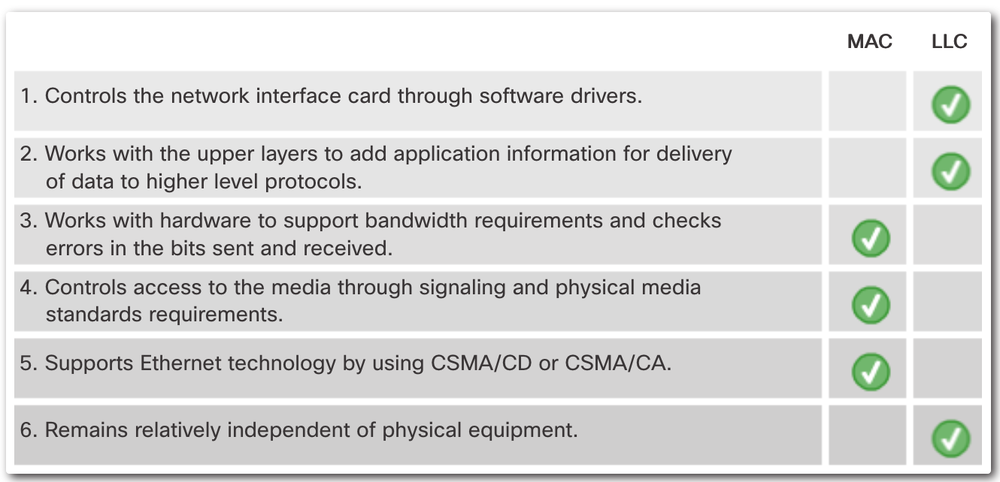 MAC LLC
1. Controls the network interface card through software drivers.
2. Works with the upper layers to add application information for delivery
of data to higher level protocols.
3. Works with hardware to support bandwidth requirements and checks
errors in the bits sent and received.
4. Controls access to the media through signaling and physical media
standards requirements.
5. Supports Ethernet technology by using CSMA/CD or CSMA/CA.
6. Remains relatively independent of physical equipment.